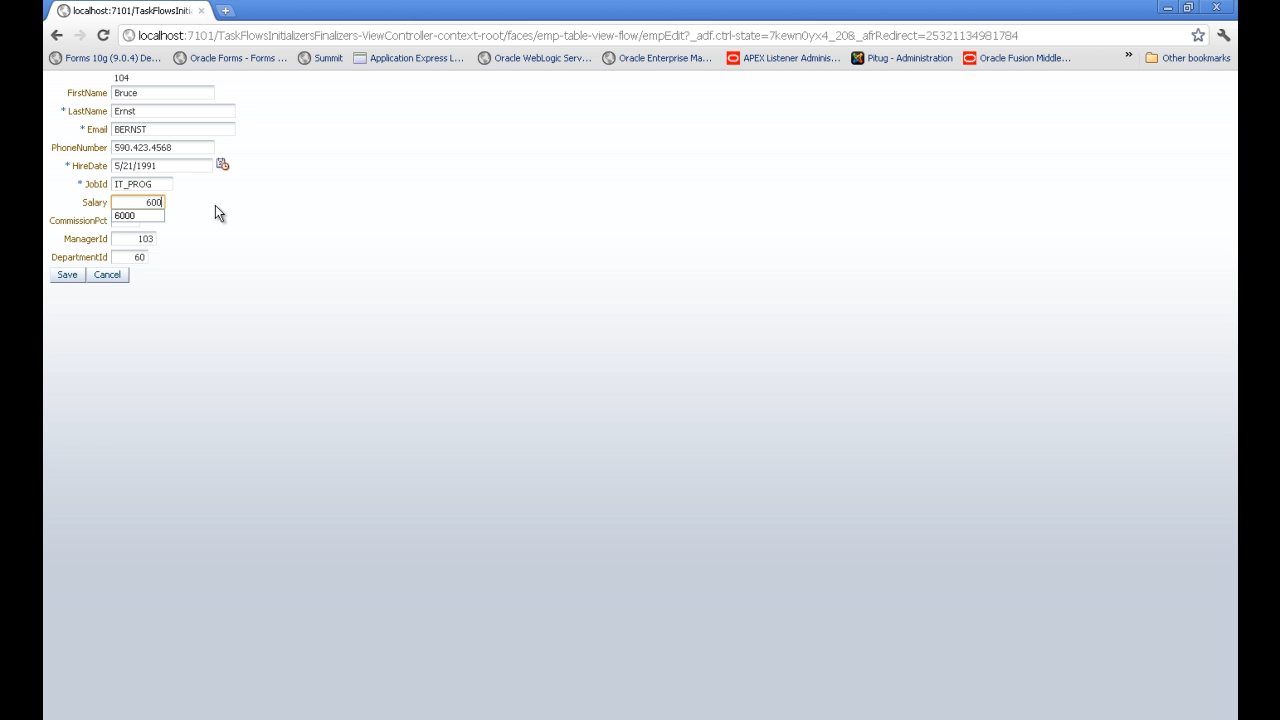 localhost:7101/TaskFlowsIniti
localhost:7101/TaskFlowsInitializersFinalizers-ViewController-context-root/faces/emp-table-view-flow/empEdit?_adf.ctrl-state=7kewn0yx4_20&_afrRedirect=25321134981784
Forms 10g (9.0.4) De... Oracle Forms - Forms ... Summit Application Express L... Oracle WebLogic Serv... Oracle Enterprise Ma... APEX Listener Adminis... Pitug - Administration Oracle Fusion Middle... » Other bookmarks
104
FirstName Bruce
* LastName Ernst
* Email BERNST
PhoneNumber 590.423.4568
* HireDate 5/21/1991
* JobId IT_PROG
Salary 600
6000
CommissionPct
ManagerId 103
DepartmentId 60
Save Cancel